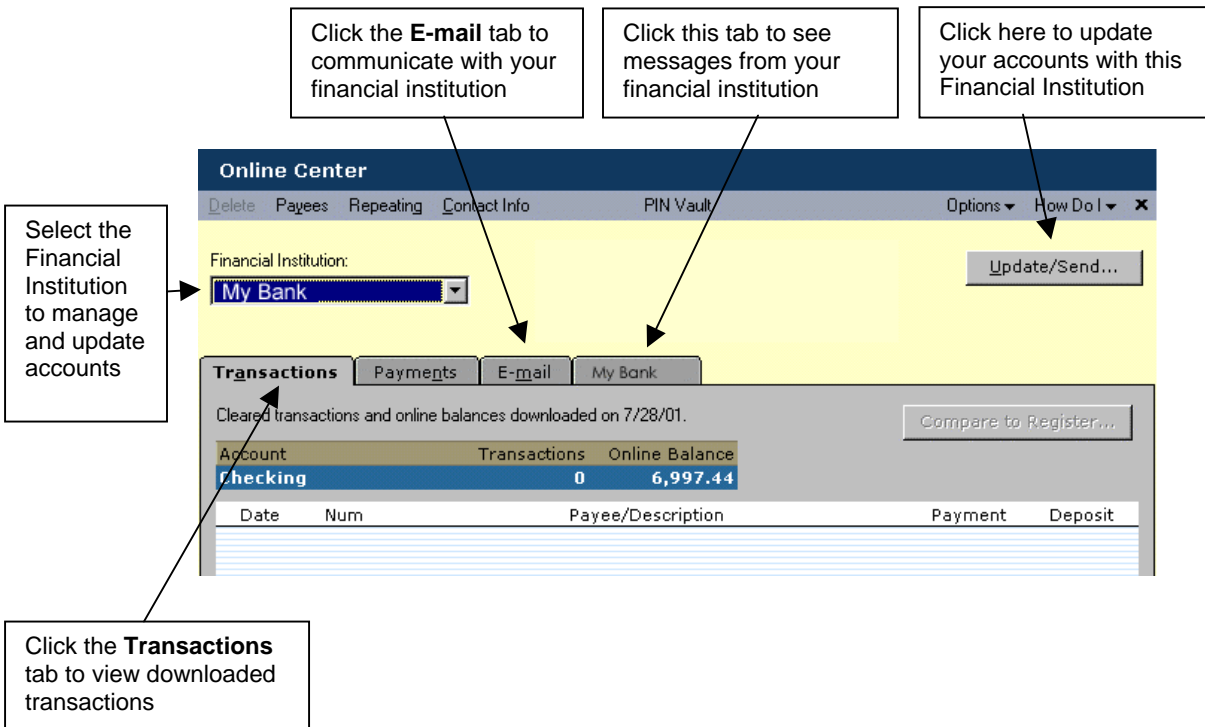 Click the E-mail tab to
communicate with your
financial institution
Click this tab to see
messages from your
financial institution
Click here to update
your accounts with this
Financial Institution
Online Center
Delete Payees Repeating Contact Info PIN Vault Options How Do I
Select the
Financial
Institution
to manage
and update
accounts
Financial Institution:
My Bank
Update/Send...
Transactions Payments E-mail My Bank
Cleared transactions and online balances downloaded on 7/28/01.
Compare to Register...
Account Transactions Online Balance
Checking 0 6,997.44
Date Num Payee/Description Payment Deposit
Click the Transactions
tab to view downloaded
transactions